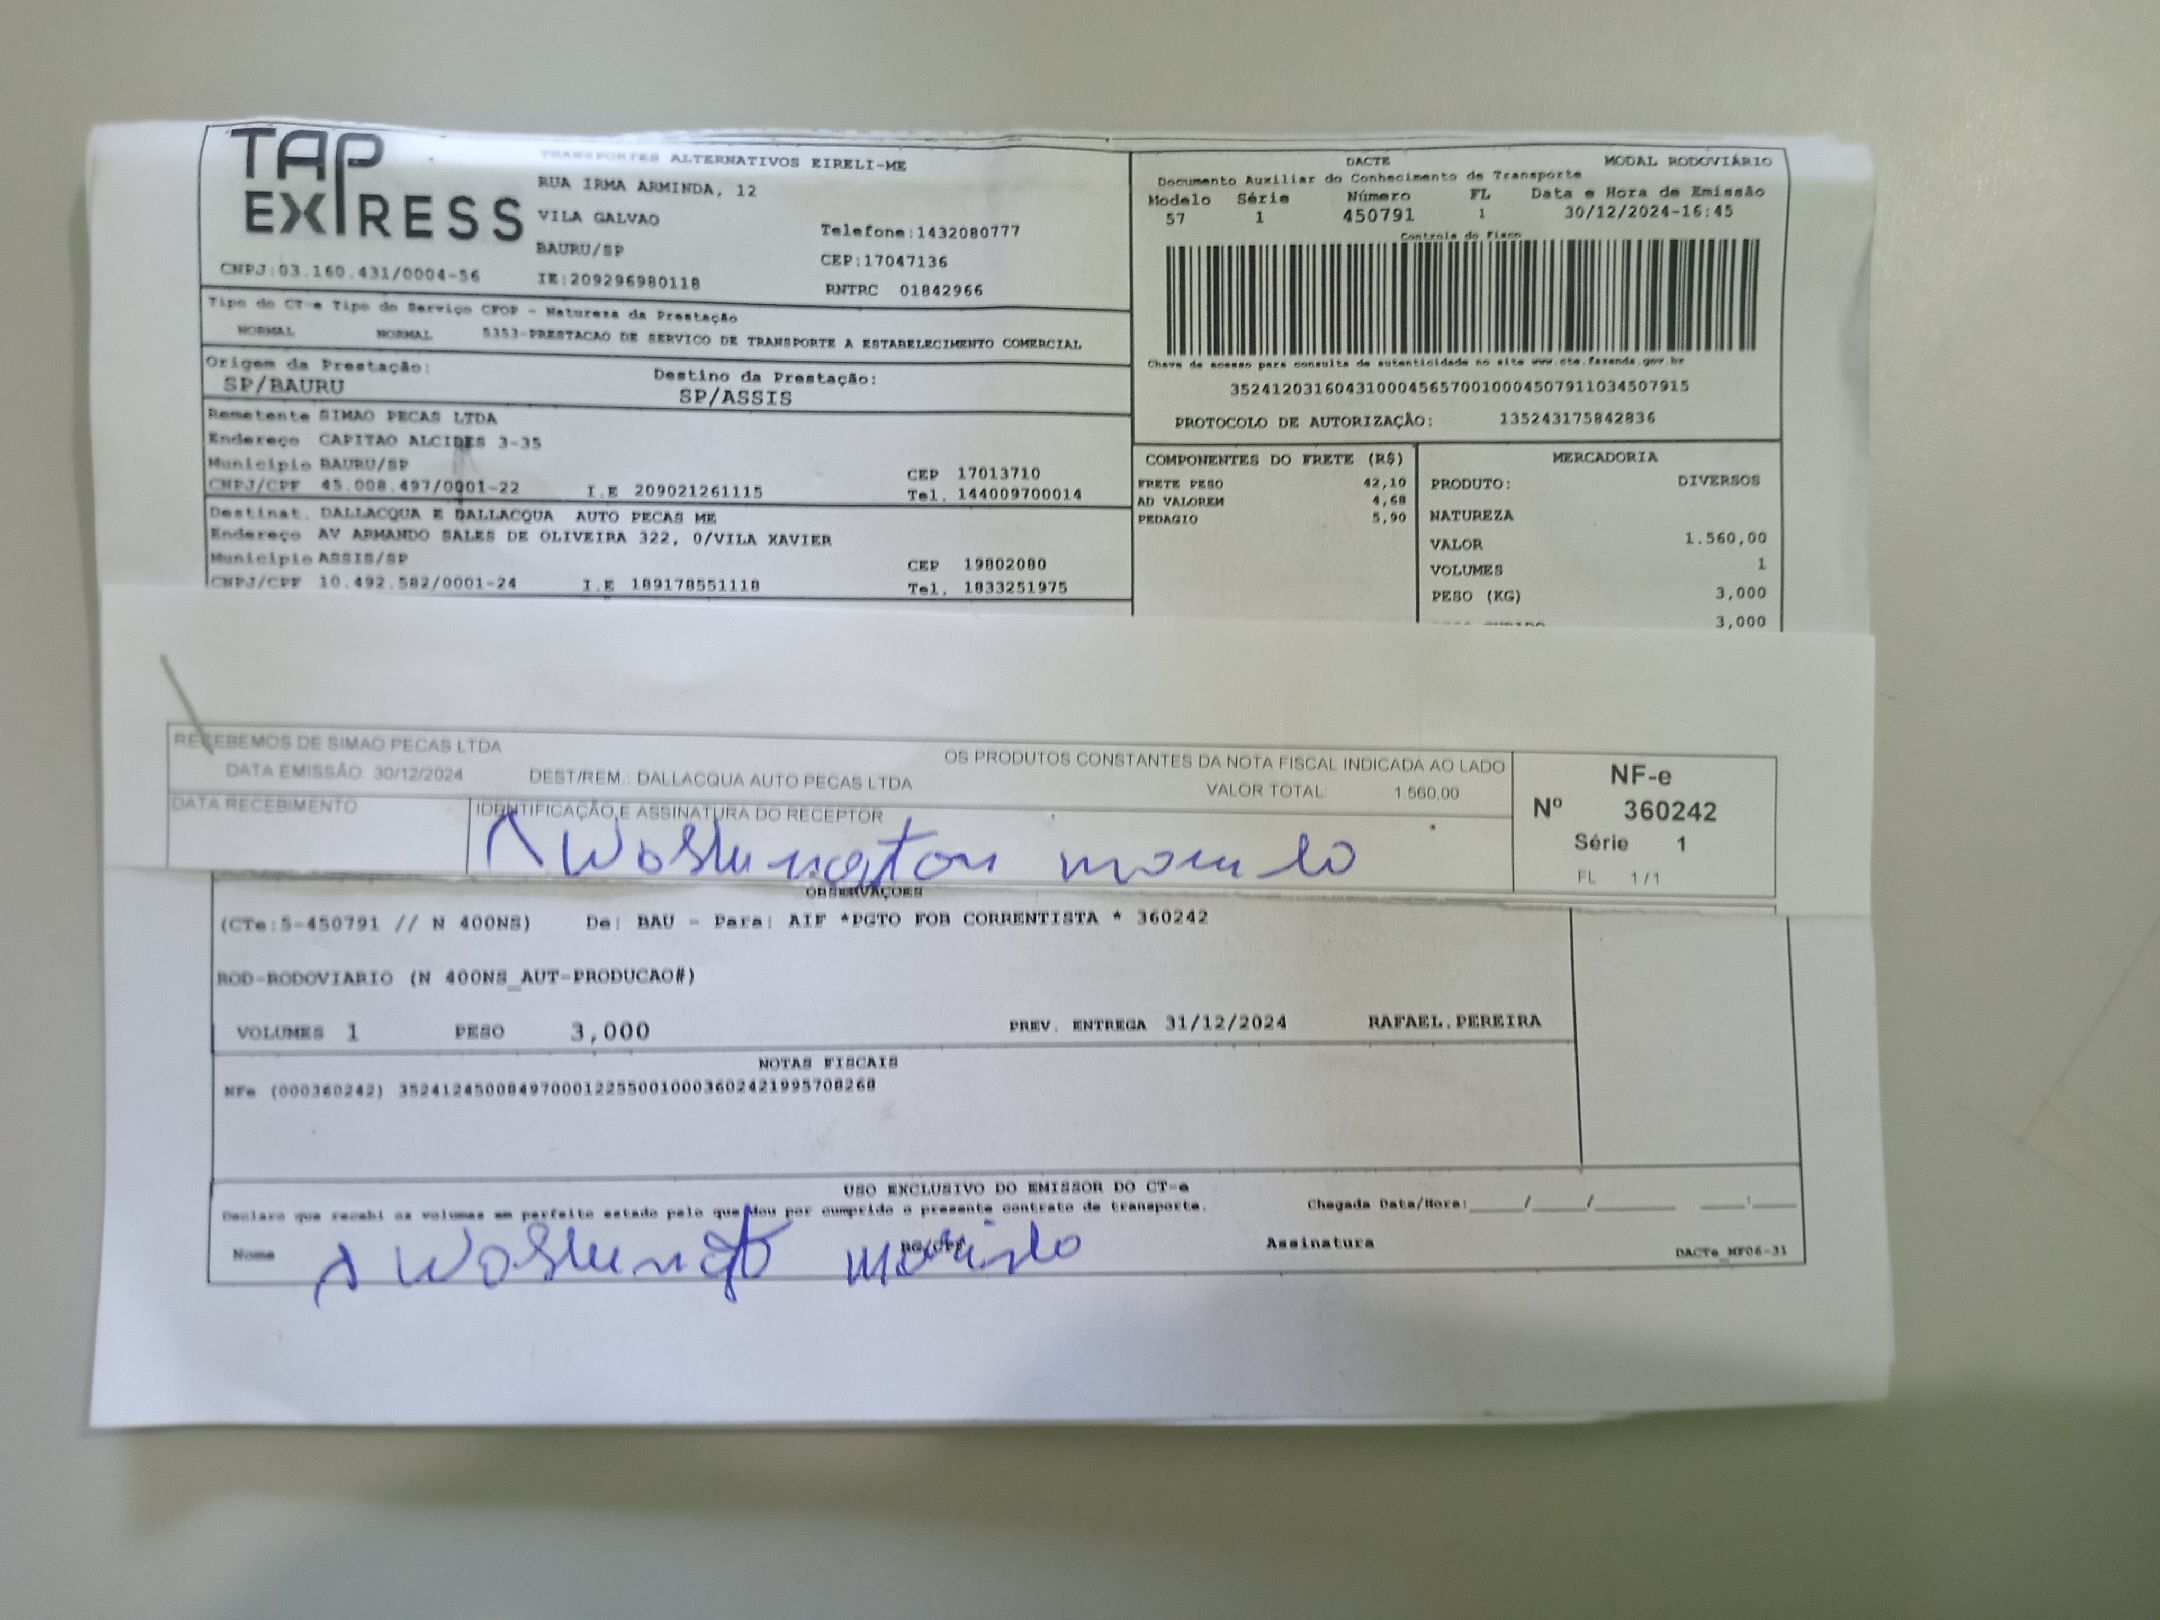 TAP EXPRESS
TRANSPORTES ALTERNATIVOS EIRELI-ME
RUA IRMA ARMINDA, 12
VILA GALVAO
BAURU/SP
Telefone:1432080777
CEP:17047136
CNPJ:03.160.431/0004-56
IE:209296980118
RNTRC 01842966
DACTE
MODAL RODOVIÁRIO
Documento Auxiliar do Conhecimento de Transporte
Modelo Série Número FL Data e Hora de Emissão
57 1 450791 1 30/12/2024-16:45
Controle do Fisco
Chave de acesso para consulta de autenticidade no site www.cte.fazenda.gov.br
35241203160431000456570010004507911034507915
PROTOCOLO DE AUTORIZAÇÃO: 135243175842836
Tipo do CT-e Tipo do Serviço CFOP - Natureza da Prestação
NORMAL NORMAL 5353-PRESTACAO DE SERVICO DE TRANSPORTE A ESTABELECIMENTO COMERCIAL
Origem da Prestação: Destino da Prestação:
SP/BAURU SP/ASSIS
Remetente SIMAO PECAS LTDA
Endereço CAPITAO ALCIDES 3-35
Municipio BAURU/SP CEP 17013710
CNPJ/CPF 45.008.497/0001-22 I.E 209021261115 Tel. 144009700014
Destinat. DALLACQUA E DALLACQUA AUTO PECAS ME
Endereço AV ARMANDO SALES DE OLIVEIRA 322, 0/VILA XAVIER
Municipio ASSIS/SP CEP 19802080
CNPJ/CPF 10.492.582/0001-24 I.E 189178551118 Tel. 1833251975
COMPONENTES DO FRETE (R$)
FRETE PESO 42,10
AD VALOREM 4,68
PEDAGIO 5,90
MERCADORIA
PRODUTO: DIVERSOS
NATUREZA
VALOR 1.560,00
VOLUMES 1
PESO (KG) 3,000
3,000
RECEBEMOS DE SIMAO PECAS LTDA OS PRODUTOS CONSTANTES DA NOTA FISCAL INDICADA AO LADO
DATA EMISSÃO: 30/12/2024 DEST/REM.: DALLACQUA AUTO PECAS LTDA VALOR TOTAL: 1.560,00
DATA RECEBIMENTO IDENTIFICAÇÃO E ASSINATURA DO RECEPTOR
NF-e
Nº 360242
Série 1
FL 1/1
OBSERVAÇOES
(CTe:5-450791 // N 400NS) De: BAU - Para: AIF *PGTO FOB CORRENTISTA * 360242
ROD-RODOVIARIO (N 400NS_AUT-PRODUCAO#)
VOLUMES 1 PESO 3,000 PREV. ENTREGA 31/12/2024 RAFAEL.PEREIRA
NOTAS FISCAIS
NFe (000360242) 35241245008497000122550010003602421995708268
USO EXCLUSIVO DO EMISSOR DO CT-e
Declaro que recebi os volumes em perfeito estado pelo que dou por cumprido o presente contrato de transporte. Chegada Data/Hora:____/____/____ ___:___
Nome RG/CPF Assinatura DACTe_NF06-31